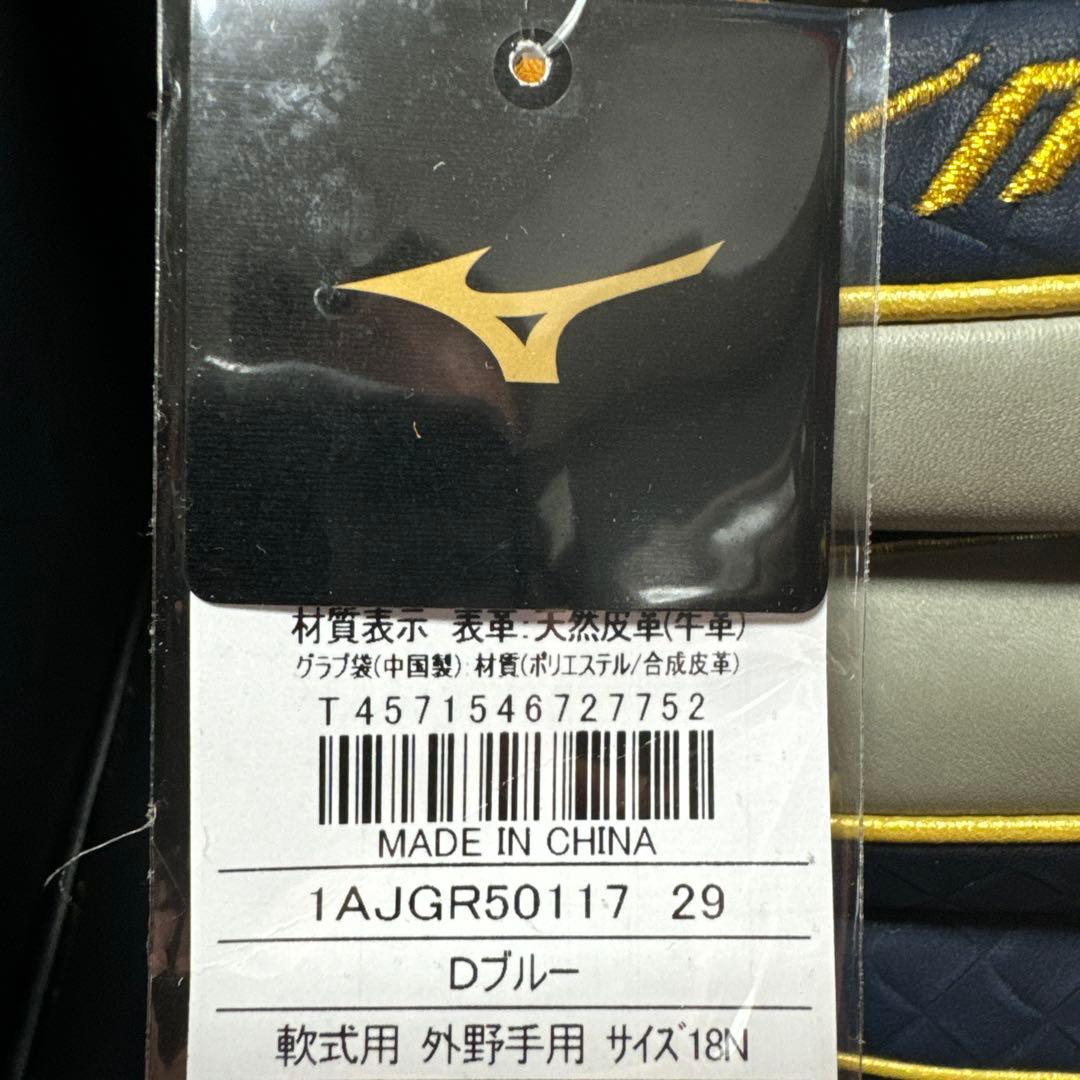 材質表示 表革:天然皮革(牛革)
グラブ袋(中国製):材質(ポリエステル/合成皮革)
T4571546727752
MADE IN CHINA
1AJGR50117 29
Dブルー
軟式用 外野手用 サイズ18N